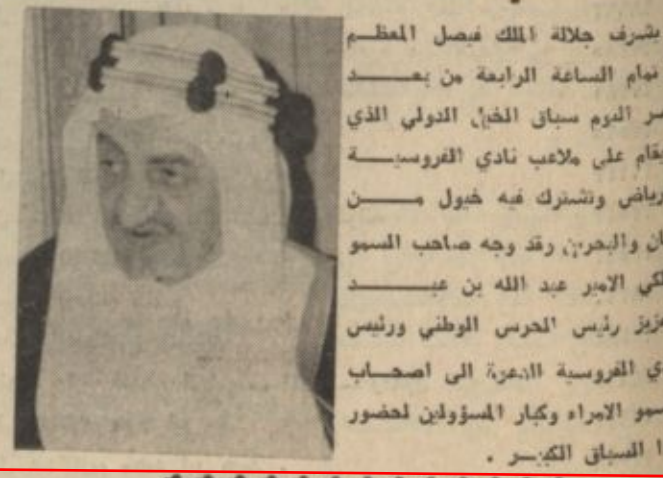 يشرف جلالة الملك فيصل المعظم
تمام الساعة الرابعة من بعد
صر اليوم سباق الخيل الدولي الذي
يقام على ملاعب نادي الفروسية
رياض وتشترك فيه خيول من
ان والبحرين وقد وجه صاحب السمو
لكي الامير عبد الله بن عبد
عزيز رئيس الحرس الوطني ورئيس
دي الفروسية الدعوة الى اصحاب
سمو الامراء وكبار المسؤولين لحضور
ا السباق الكبير .